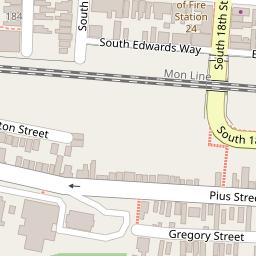 184
South
of Fire
Station
24
South 18th St
South Edwards Way
E
Mon Line
ton Street
South 18
Pius Stree
Gregory Street